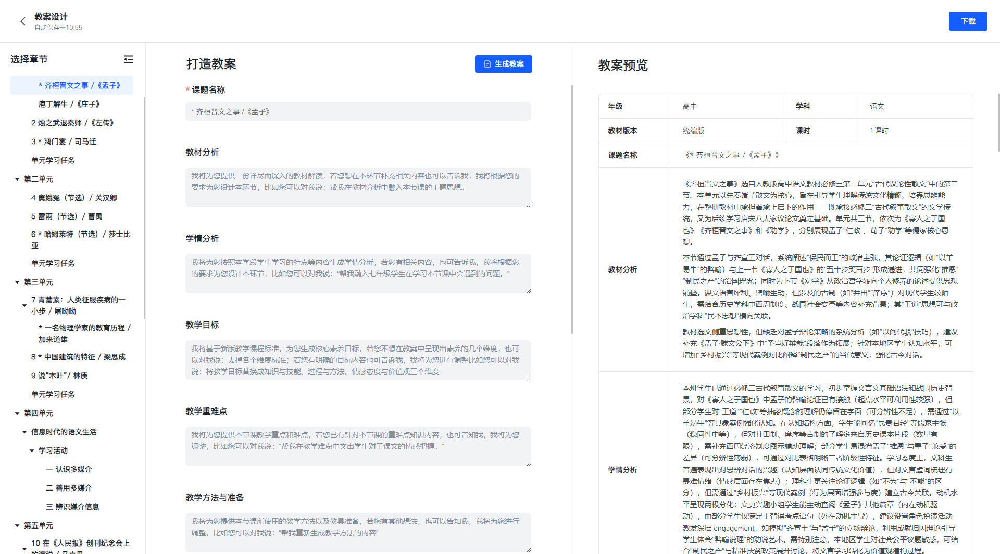 教案设计
自动保存于10:55
下载
选择章节
* 齐桓晋文之事 /《孟子》
庖丁解牛 /《庄子》
2 烛之武退秦师 /《左传》
3 * 鸿门宴 / 司马迁
单元学习任务
第二单元
4 窦娥冤（节选）/ 关汉卿
5 雷雨（节选）/ 曹禺
6 * 哈姆莱特（节选）/ 莎士比
亚
单元学习任务
第三单元
7 青蒿素：人类征服疾病的一
小步 / 屠呦呦
* 一名物理学家的教育历程 /
加来道雄
8 * 中国建筑的特征 / 梁思成
9 说“木叶”/ 林庚
单元学习任务
第四单元
信息时代的语文生活
学习活动
一 认识多媒介
二 善用多媒介
三 辨识媒介信息
第五单元
10 在《人民报》创刊纪念会上
的演说 / 马克思
打造教案
生成教案
* 课题名称
* 齐桓晋文之事 /《孟子》
教材分析
我将为您提供一份详尽而深入的教材解读，若您想在本环节补充相关内容也可以告诉我，我将根据您的
要求为您设计本环节，比如您可以对我说：帮我在教材分析中融入本节课的主题思想。
学情分析
我将为您按照本学段学生学习的特点等内容生成学情分析，若您有相关内容，也可告诉我，我将根据您
的要求为您设计本环节，比如您可以对我说：“帮我融入七年级学生在学习本节课中会遇到的问题。”
教学目标
我将基于新版教学课程标准，为您生成核心素养目标，若您不想在教案中呈现出素养的几个维度，也可
以对我说：去掉各个维度标准；若您有明确的目标内容也可告诉我，我将为您进行调整比如您可以对我
说：将教学目标替换成知识与技能、过程与方法、情感态度与价值观三个维度
教学重难点
我将为您提供本节课教学重点和难点，若您已有针对本节课的重难点知识内容，也可告知我，我将为您
调整，比如您可以对我说：“帮我在教学难点中突出学生对于课文的情感把握。”
教学方法与准备
我将为您提供本节课所使用的教学方法以及教具准备，若您有其他想法，也可以告知我，我将为您进行
调整，比如您可以对我说：“帮我重新生成教学方法的内容”
教案预览
年级 高中 学科 语文
教材版本 统编版 课时 1课时
课题名称 《* 齐桓晋文之事 /《孟子》》
教材分析
《齐桓晋文之事》选自人教版高中语文教材必修三第一单元“古代议论性散文”中的第二
节。本单元以先秦诸子散文为核心，旨在引导学生理解传统文化精髓，培养思辨能
力，在整册教材中承担着承上启下的作用——既承接必修二“古代叙事散文”的文学传
统，又为后续学习唐宋八大家议论文奠定基础。单元共三节，依次为《寡人之于国
也》《齐桓晋文之事》和《劝学》，分别展现孟子“仁政”、荀子“劝学”等儒家核心思
想。
本节通过孟子与齐宣王对话，系统阐述“保民而王”的政治主张，其论证逻辑（如“以羊
易牛”的譬喻）与上一节《寡人之于国也》的“五十步笑百步”形成递进，共同强化“推恩”
“制民之产”的治国理念；同时为下节《劝学》从政治哲学转向个人修养的论述提供思想
铺垫。课文语言犀利、譬喻生动，但涉及的古制（如“井田”“庠序”）对现代学生较陌
生，需结合历史学科中西周制度、战国社会变革等内容补充背景；其“王道”思想可与政
治学科“民本思想”横向关联。
教材选文侧重思想性，但缺乏对孟子辩论策略的系统分析（如“以问代驳”技巧），建议
补充《孟子·滕文公下》中“予岂好辩哉”段落作为拓展；针对本地区学生认知水平，可
增加“乡村振兴”等现代案例对比阐释“制民之产”的当代意义，强化古今对话。
学情分析
本班学生已通过必修二古代叙事散文的学习，初步掌握文言文基础语法和战国历史背
景，对《寡人之于国也》中孟子的譬喻论证已有接触（起点水平可利用性较强），但
部分学生对"王道""仁政"等抽象概念的理解仍停留在字面（可分辨性不足），需通过"以
羊易牛"等具象案例强化认知。在认知结构方面，学生能回忆"民贵君轻"等儒家主张
（稳固性中等），但对井田制、庠序等古制的了解多来自历史课本片段（数量有
限），需补充西周经济制度图示辅助理解；部分学生易混淆孟子"推恩"与墨子"兼爱"的
差异（可分辨性薄弱），可通过对比表格明晰二者阶级性特征。学习态度上，文科生
普遍表现出对思辨对话的兴趣（认知层面认同传统文化价值），但对文言虚词梳理有
畏难情绪（情感层面存在焦虑）；理科生更关注论证逻辑（如"不为"与"不能"的区
分），但需通过"乡村振兴"等现代案例（行为层面增强参与度）建立古今关联。动机水
平呈现两极分化：文史兴趣小组学生能主动查阅《孟子》其他篇章（内在动机驱
动），而部分学生仅满足于背诵考点语句（外在动机主导），建议设置角色扮演活动
激发深层 engagement，如模拟"齐宣王"与"孟子"的立场辩论，利用成就归因理论引导
学生体会"譬喻说理"的劝说艺术。需特别注意，本地区学生对社会公平议题敏感，可结
合"制民之产"与精准扶贫政策展开讨论，将文言学习转化为价值观建构过程。